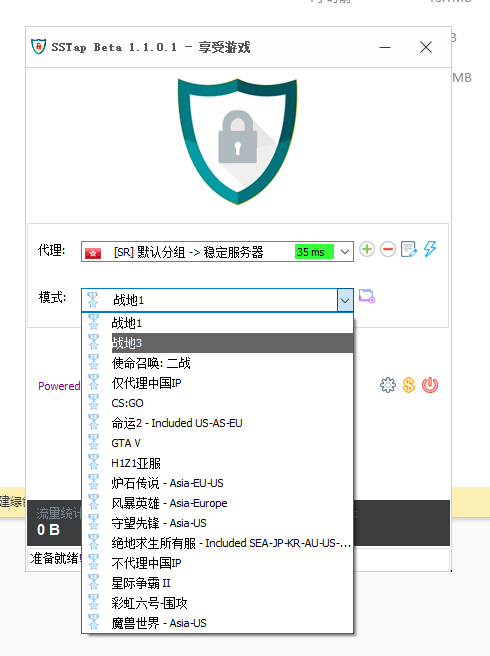 SSTap Beta 1.1.0.1 - 享受游戏
MB
代理:
[SR] 默认分组 -> 稳定服务器
35 ms
模式:
战地1
战地1
战地3
使命召唤: 二战
仅代理中国IP
CS:GO
命运2 - Included US-AS-EU
GTA V
H1Z1亚服
炉石传说 - Asia-EU-US
风暴英雄 - Asia-Europe
守望先锋 - Asia-US
绝地求生所有服 - Included SEA-JP-KR-AU-US-...
不代理中国IP
星际争霸 II
彩虹六号-围攻
魔兽世界 - Asia-US
Powered
流量统计
0 B
准备就绪!